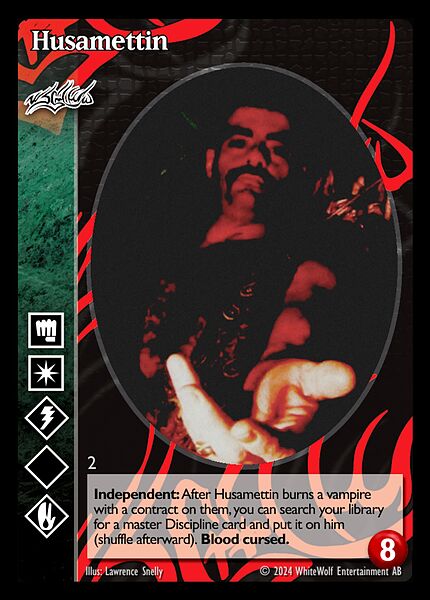 Husamettin
2
Independent: After Husamettin burns a vampire
with a contract on them, you can search your library
for a master Discipline card and put it on him
(shuffle afterward). Blood cursed.
8
Illus: Lawrence Snelly
© 2024 WhiteWolf Entertainment AB